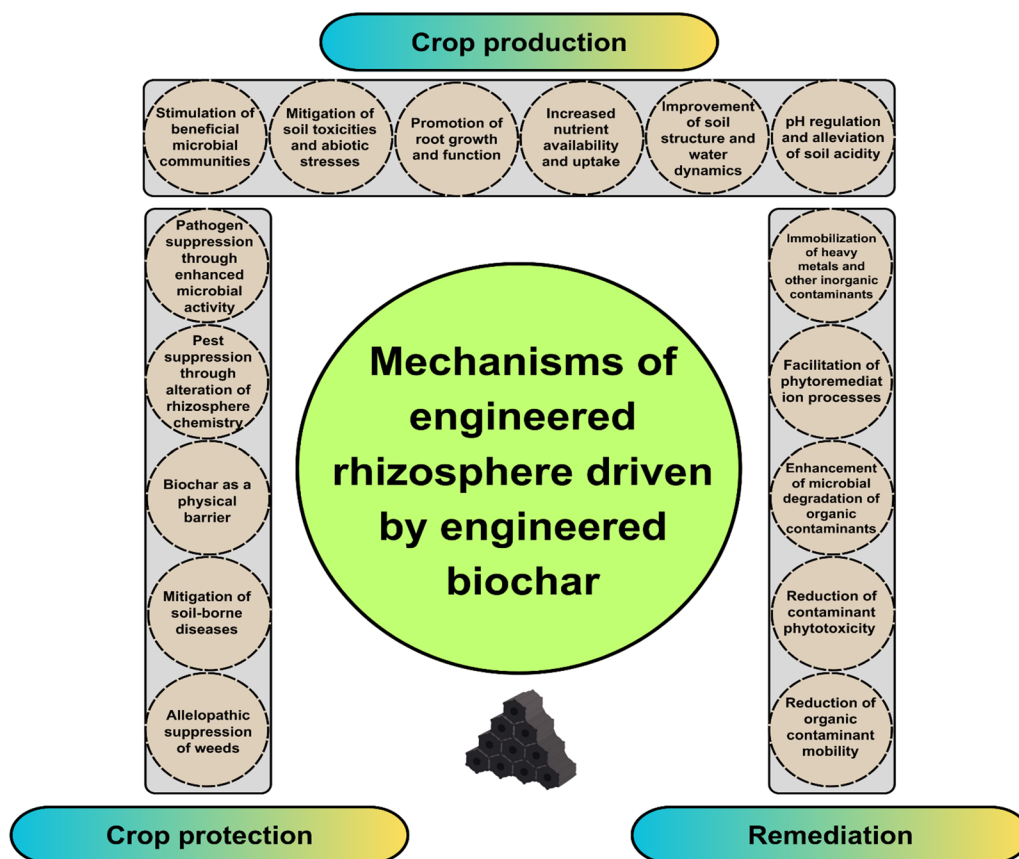 Crop production
Stimulation of
beneficial
microbial
communities
Mitigation of
soil toxicities
and abiotic
stresses
Promotion of
root growth
and function
Increased
nutrient
availability
and uptake
Improvement
of soil
structure and
water
dynamics
pH regulation
and alleviation
of soil acidity
Pathogen
suppression
through
enhanced
microbial
activity
Pest
suppression
through
alteration of
rhizosphere
chemistry
Biochar as a
physical
barrier
Mitigation of
soil-borne
diseases
Allelopathic
suppression
of weeds
Crop protection
Mechanisms of
engineered
rhizosphere driven
by engineered
biochar
Immobilization
of heavy
metals and
other inorganic
contaminants
Facilitation of
phytoremediat
ion processes
Enhancement
of microbial
degradation of
organic
contaminants
Reduction of
contaminant
phytotoxicity
Reduction of
organic
contaminant
mobility
Remediation